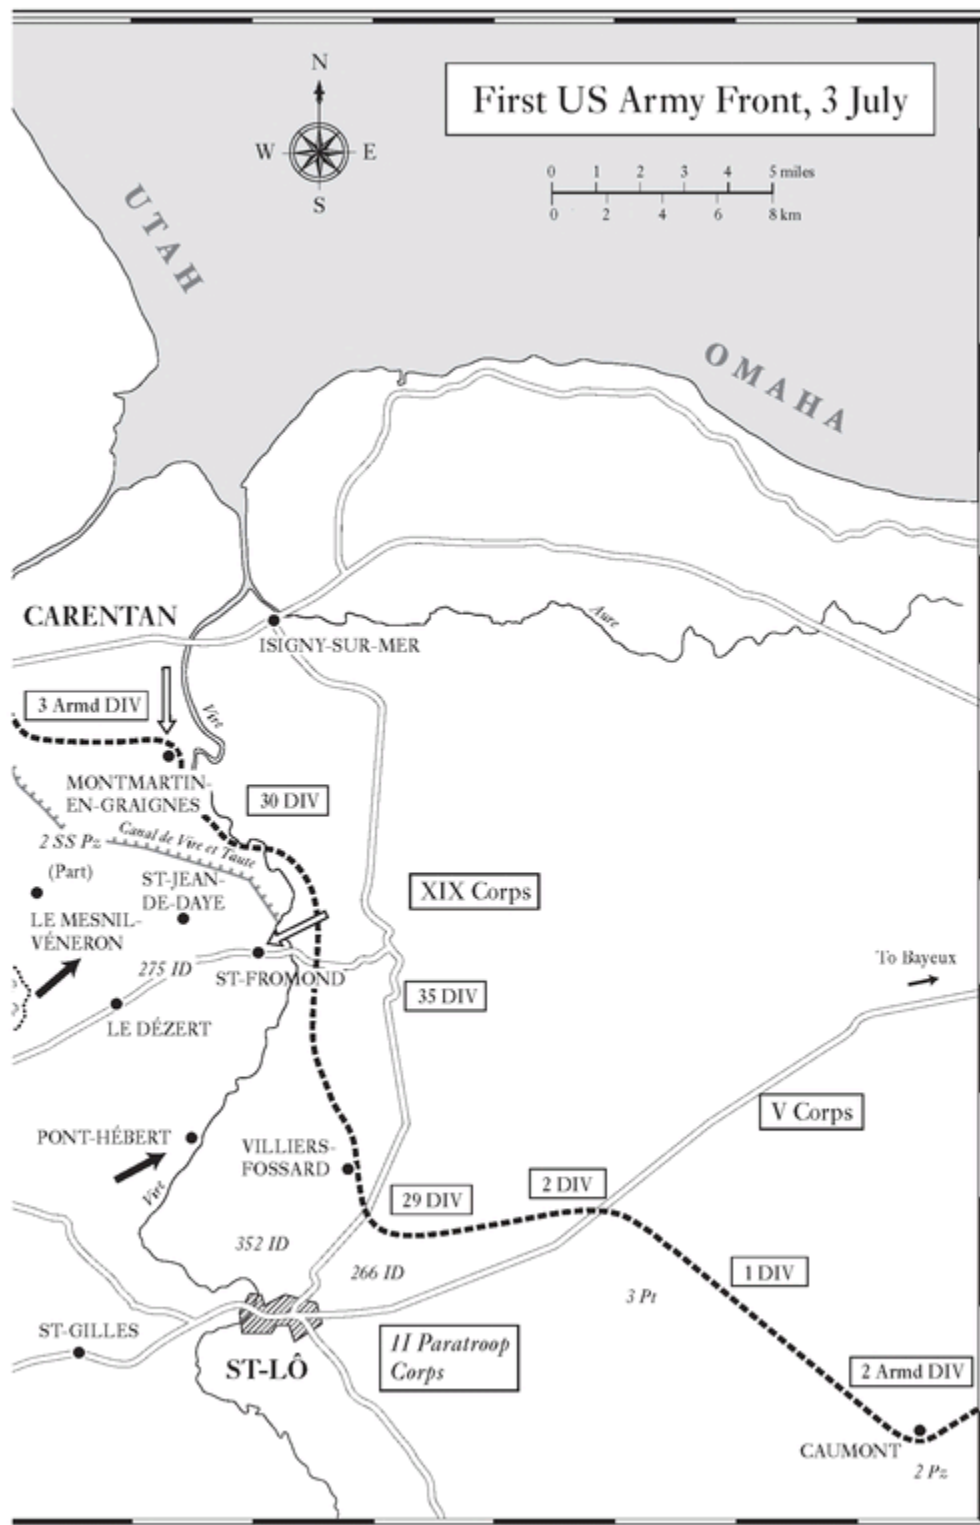 N
W E
S
First US Army Front, 3 July
0 1 2 3 4 5 miles
0 2 4 6 8 km
UTAH
OMAHA
CARENTAN
ISIGNY-SUR-MER
Aure
3 Armd DIV
Vire
MONTMARTIN-
EN-GRAIGNES
30 DIV
2 SS Pz
(Part)
Canal de Vire et Taute
ST-JEAN-
DE-DAYE
XIX Corps
LE MESNIL-
VÉNERON
275 ID
ST-FROMOND
To Bayeux
35 DIV
LE DÉZERT
V Corps
PONT-HÉBERT
VILLIERS-
FOSSARD
Vire
29 DIV
2 DIV
352 ID
266 ID
1 DIV
3 Pt
ST-GILLES
II Paratroop
Corps
ST-LÔ
2 Armd DIV
CAUMONT
2 Pz